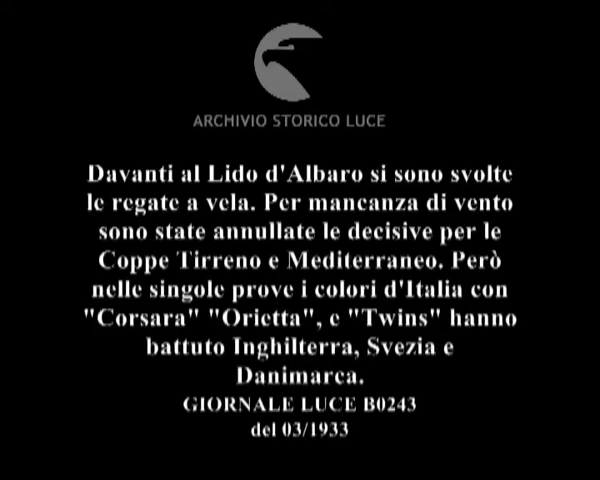 ARCHIVIO STORICO LUCE
Davanti al Lido d'Albaro si sono svolte
le regate a vela. Per mancanza di vento
sono state annullate le decisive per le
Coppe Tirreno e Mediterraneo. Però
nelle singole prove i colori d'Italia con
"Corsara" "Orietta", e "Twins" hanno
battuto Inghilterra, Svezia e
Danimarca.
GIORNALE LUCE B0243
del 03/1933